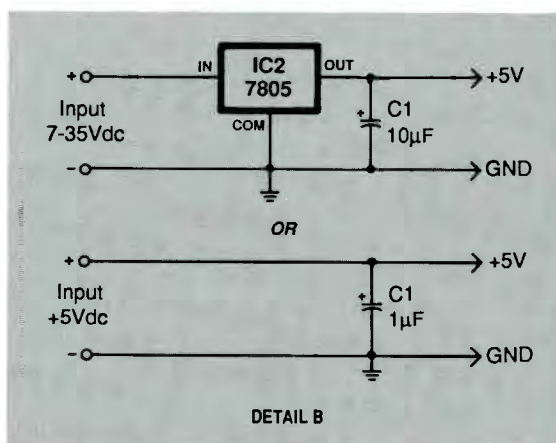 IN
IC2
7805
OUT
COM
+
Input
7-35Vdc
-
+5V
+
C1
10µF
GND
OR
+
Input
+5Vdc
-
+5V
+
C1
1µF
GND
DETAIL B